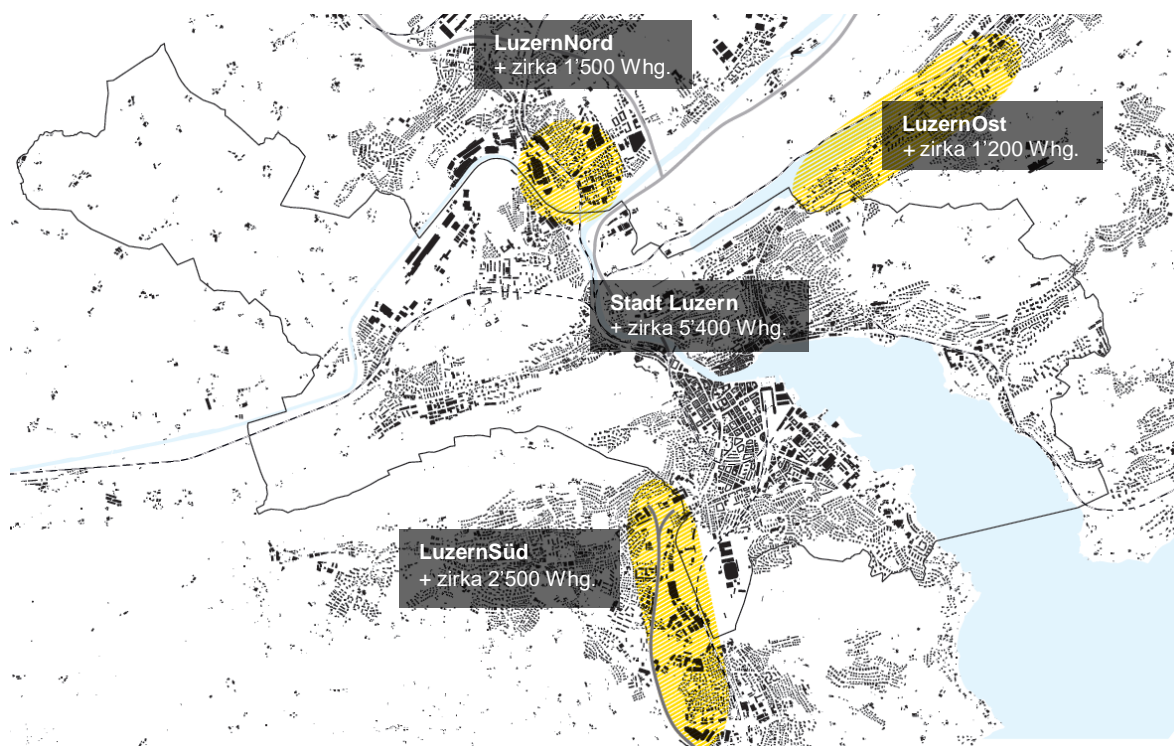 LuzernNord
+ zirka 1'500 Whg.
LuzernOst
+ zirka 1'200 Whg.
Stadt Luzern
+ zirka 5'400 Whg.
LuzernSüd
+ zirka 2'500 Whg.